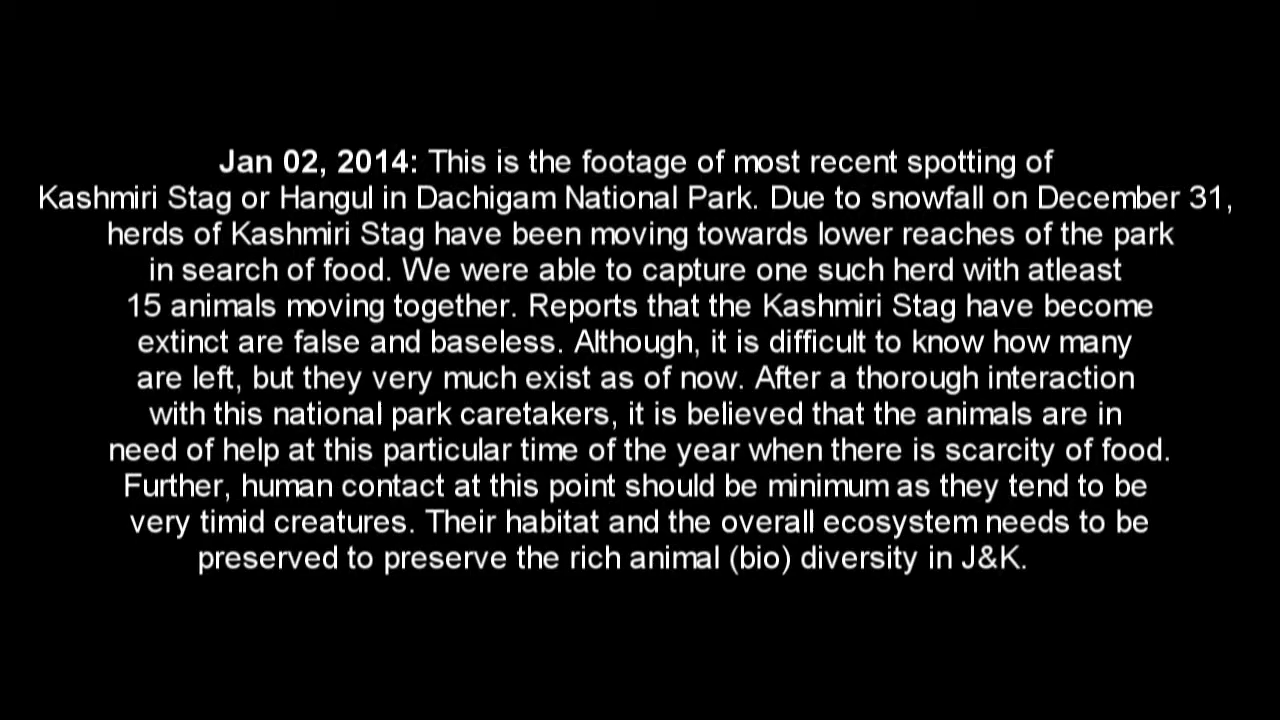 Jan 02, 2014: This is the footage of most recent spotting of
Kashmiri Stag or Hangul in Dachigam National Park. Due to snowfall on December 31,
herds of Kashmiri Stag have been moving towards lower reaches of the park
in search of food. We were able to capture one such herd with atleast
15 animals moving together. Reports that the Kashmiri Stag have become
extinct are false and baseless. Although, it is difficult to know how many
are left, but they very much exist as of now. After a thorough interaction
with this national park caretakers, it is believed that the animals are in
need of help at this particular time of the year when there is scarcity of food.
Further, human contact at this point should be minimum as they tend to be
very timid creatures. Their habitat and the overall ecosystem needs to be
preserved to preserve the rich animal (bio) diversity in J&K.